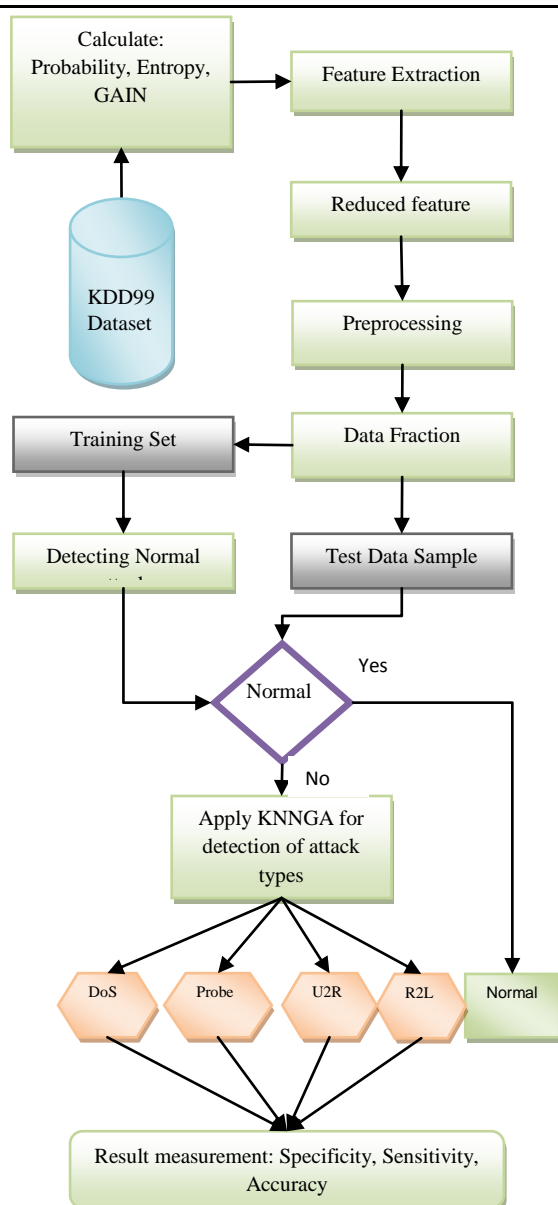 Calculate:
Probability, Entropy,
GAIN
Feature Extraction
Reduced feature
KDD99
Dataset
Preprocessing
Training Set
Data Fraction
Detecting Normal
Test Data Sample
Normal
Yes
No
Apply KNNGA for
detection of attack
types
DoS
Probe
U2R
R2L
Normal
Result measurement: Specificity, Sensitivity,
Accuracy